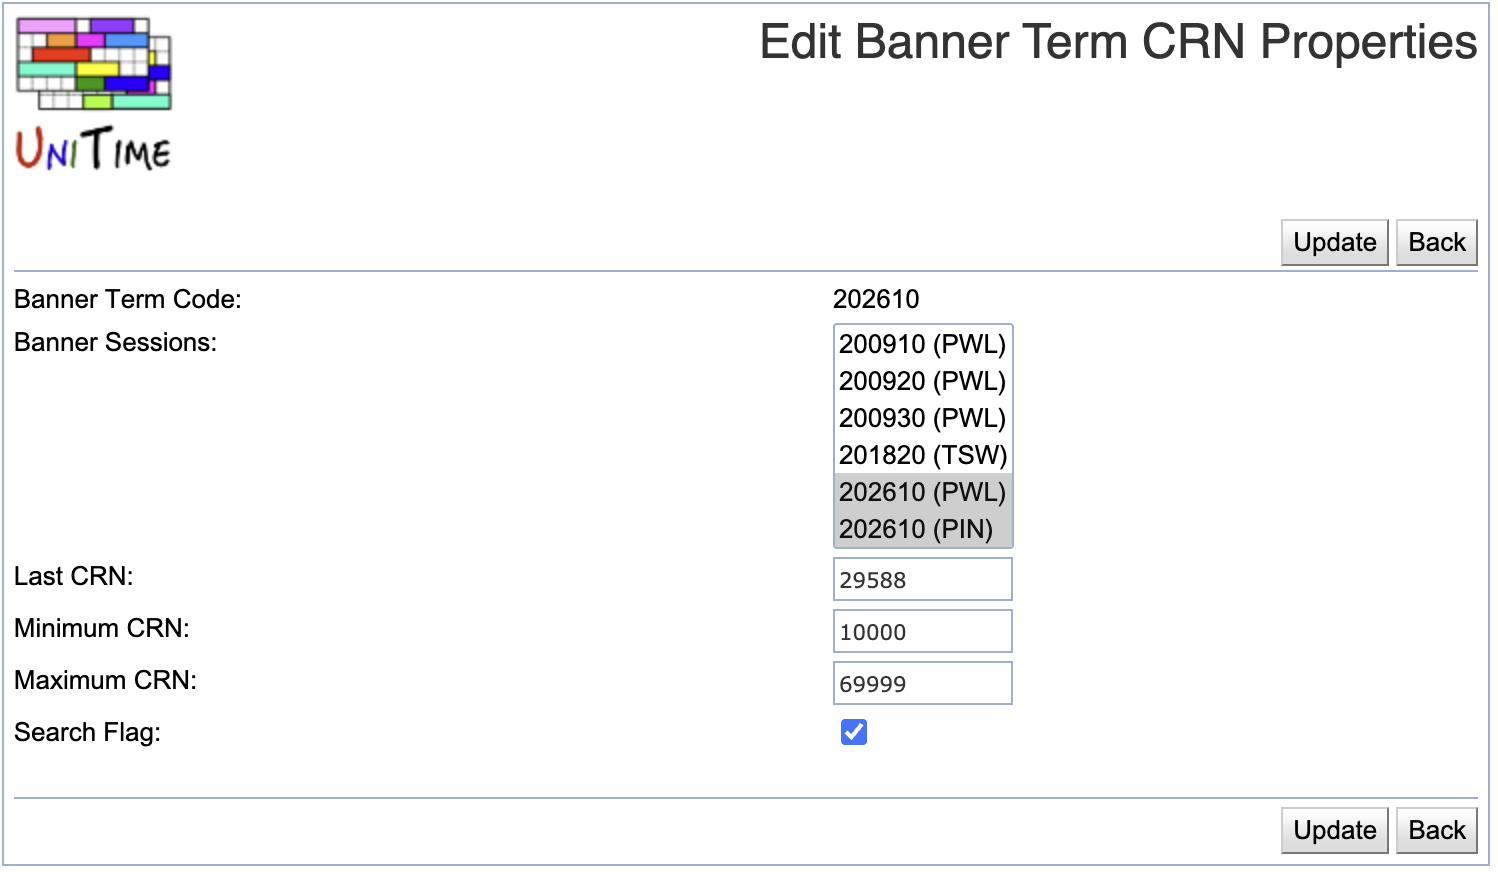 Edit Banner Term CRN Properties
UNITIME
Update Back
Banner Term Code: 202610
Banner Sessions: 200910 (PWL)
200920 (PWL)
200930 (PWL)
201820 (TSW)
202610 (PWL)
202610 (PIN)
Last CRN: 29588
Minimum CRN: 10000
Maximum CRN: 69999
Search Flag:
Update Back